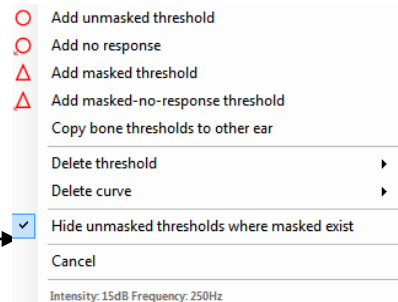 Add unmasked threshold
Add no response
Add masked threshold
Add masked-no-response threshold
Copy bone thresholds to other ear
Delete threshold
Delete curve
Hide unmasked thresholds where masked exist
Cancel
Intensity: 15dB Frequency: 250Hz